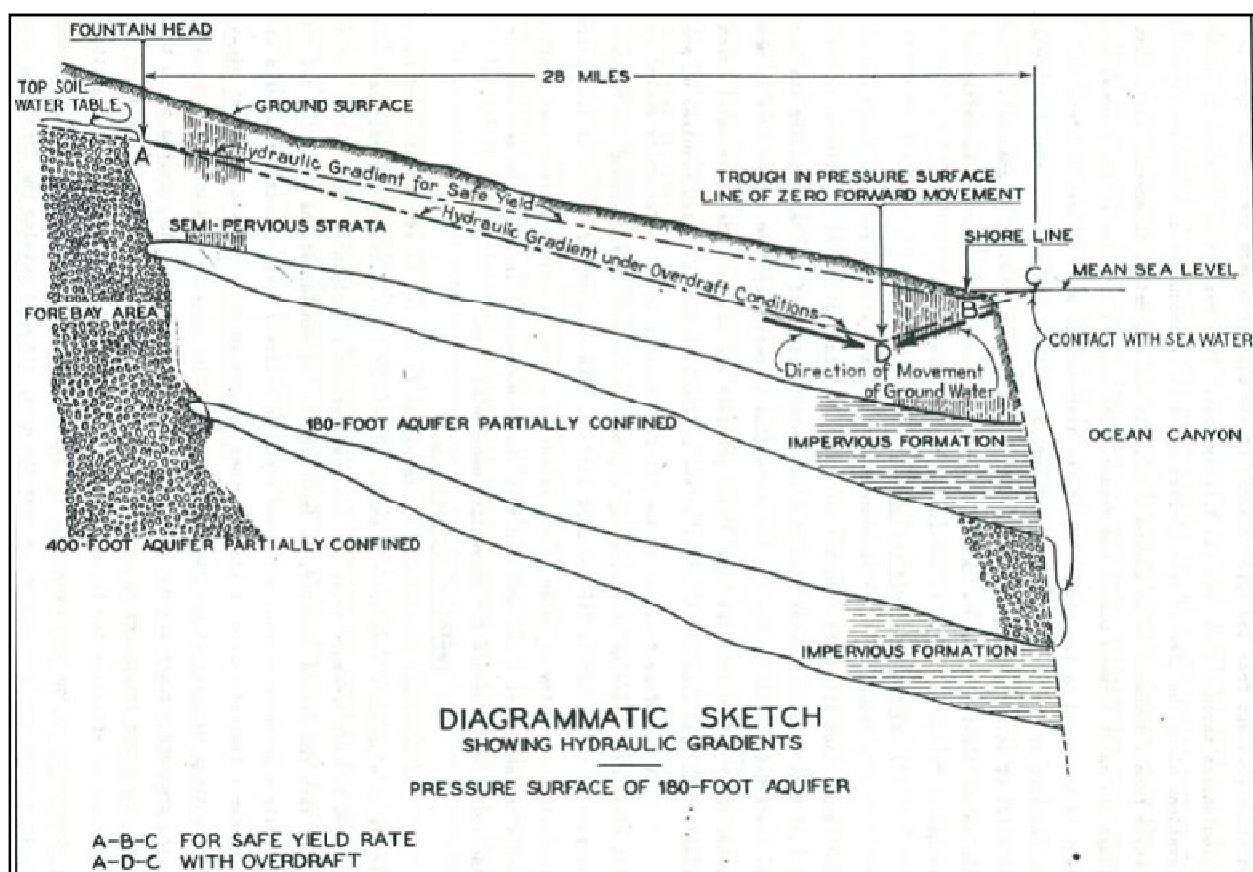 FOUNTAIN HEAD
28 MILES
TOP SOIL
WATER TABLE
GROUND SURFACE
A
Hydraulic Gradient for Safe Yield
TROUGH IN PRESSURE SURFACE
LINE OF ZERO FORWARD MOVEMENT
Hydraulic Gradient under Overdraft Conditions
SEMI-PERVIOUS STRATA
SHORE LINE
C
MEAN SEA LEVEL
B
FOREBAY AREA
D
CONTACT WITH SEA WATER
Direction of Movement
of Ground Water
180-FOOT AQUIFER PARTIALLY CONFINED
IMPERVIOUS FORMATION
OCEAN CANYON
400-FOOT AQUIFER PARTIALLY CONFINED
IMPERVIOUS FORMATION
DIAGRAMMATIC SKETCH
SHOWING HYDRAULIC GRADIENTS
PRESSURE SURFACE OF 180-FOOT AQUIFER
A-B-C FOR SAFE YIELD RATE
A-D-C WITH OVERDRAFT